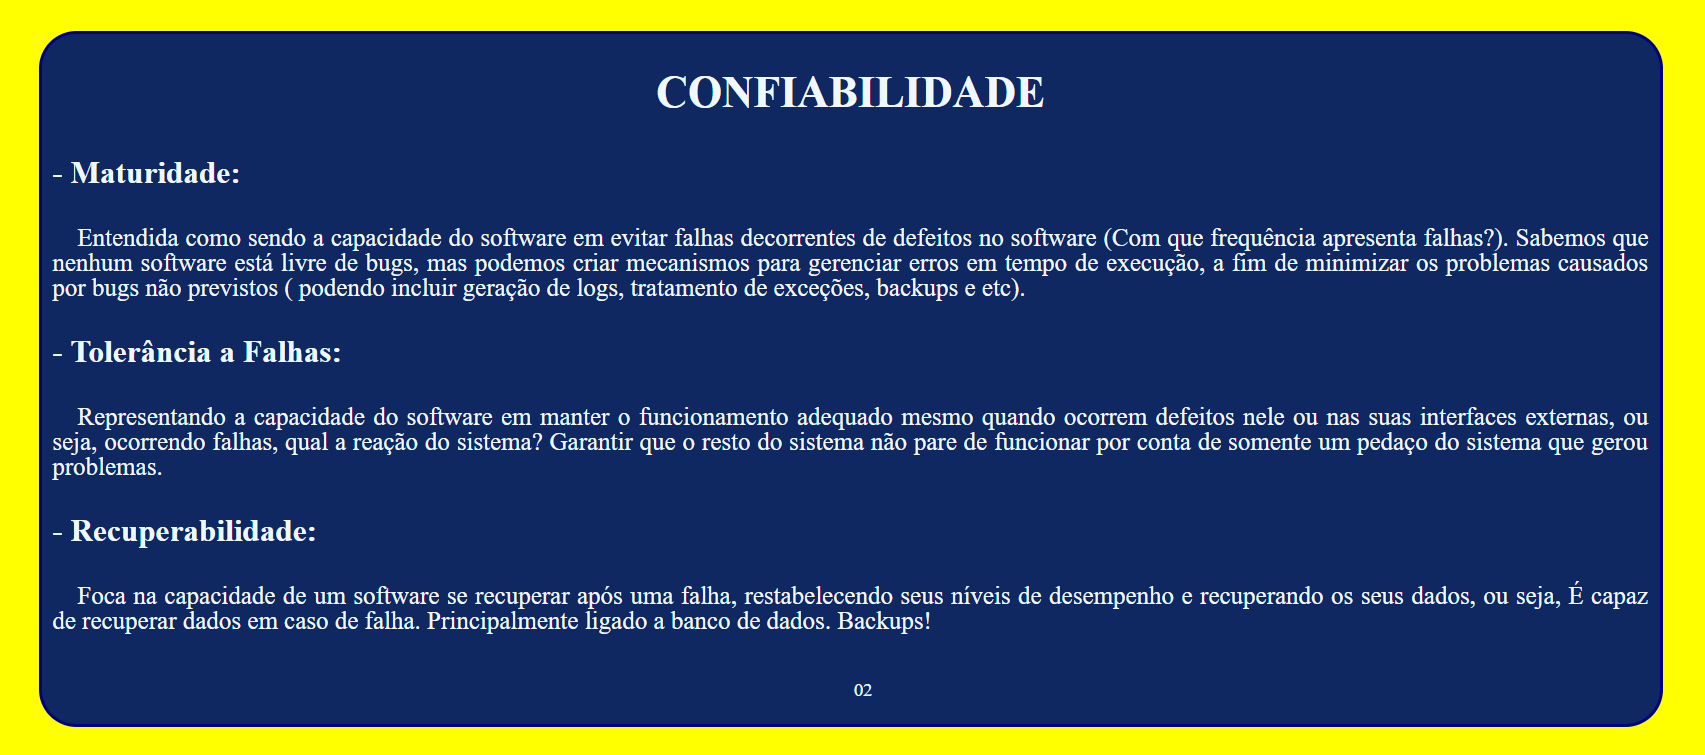 CONFIABILIDADE
- Maturidade:
Entendida como sendo a capacidade do software em evitar falhas decorrentes de defeitos no software (Com que frequência apresenta falhas?). Sabemos que
nenhum software está livre de bugs, mas podemos criar mecanismos para gerenciar erros em tempo de execução, a fim de minimizar os problemas causados
por bugs não previstos ( podendo incluir geração de logs, tratamento de exceções, backups e etc).
- Tolerância a Falhas:
Representando a capacidade do software em manter o funcionamento adequado mesmo quando ocorrem defeitos nele ou nas suas interfaces externas, ou
seja, ocorrendo falhas, qual a reação do sistema? Garantir que o resto do sistema não pare de funcionar por conta de somente um pedaço do sistema que gerou
problemas.
- Recuperabilidade:
Foca na capacidade de um software se recuperar após uma falha, restabelecendo seus níveis de desempenho e recuperando os seus dados, ou seja, É capaz
de recuperar dados em caso de falha. Principalmente ligado a banco de dados. Backups!
02